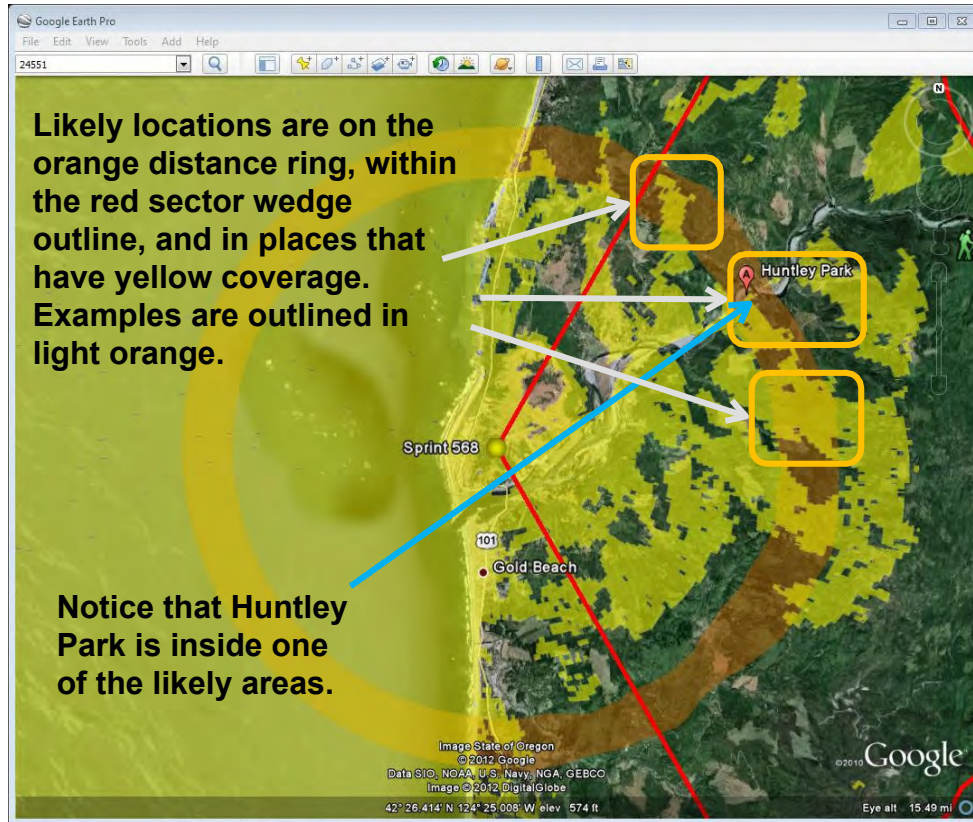 Google Earth Pro
File Edit View Tools Add Help
24551
N
Likely locations are on the
orange distance ring, within
the red sector wedge
outline, and in places that
have yellow coverage.
Examples are outlined in
light orange.
A
Huntley Park
Sprint 568
101
Gold Beach
Notice that Huntley
Park is inside one
of the likely areas.
Image State of Oregon
© 2012 Google
Data SIO, NOAA, U.S. Navy, NGA, GEBCO
Image © 2012 DigitalGlobe
©2010 Google
42° 26.414' N 124° 25.008' W elev 574 ft
Eye alt 15.49 mi